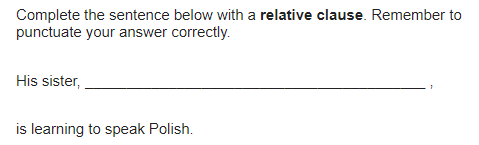 Complete the sentence below with a relative clause. Remember to
punctuate your answer correctly.
His sister, ________________________________________ ,
is learning to speak Polish.